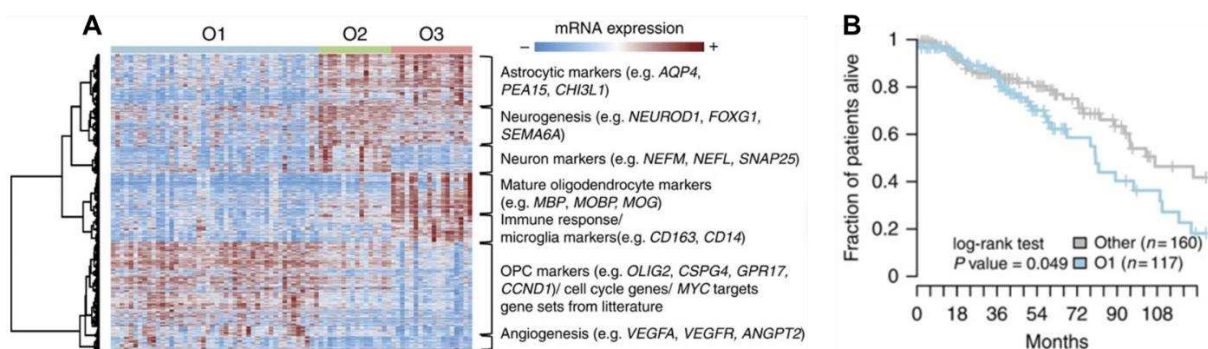 A
O1 O2 O3
mRNA expression
– +
Astrocytic markers (e.g. AQP4,
PEA15, CHI3L1)
Neurogenesis (e.g. NEUROD1, FOXG1,
SEMA6A)
Neuron markers (e.g. NEFM, NEFL, SNAP25)
Mature oligodendrocyte markers
(e.g. MBP, MOBP, MOG)
Immune response/
microglia markers(e.g. CD163, CD14)
OPC markers (e.g. OLIG2, CSPG4, GPR17,
CCND1)/ cell cycle genes/ MYC targets
gene sets from litterature
Angiogenesis (e.g. VEGFA, VEGFR, ANGPT2)
B
Fraction of patients alive
1
0.8
0.6
0.4
0.2
0
log-rank test
P value = 0.049
Other (n=160)
O1 (n=117)
0 18 36 54 72 90 108
Months